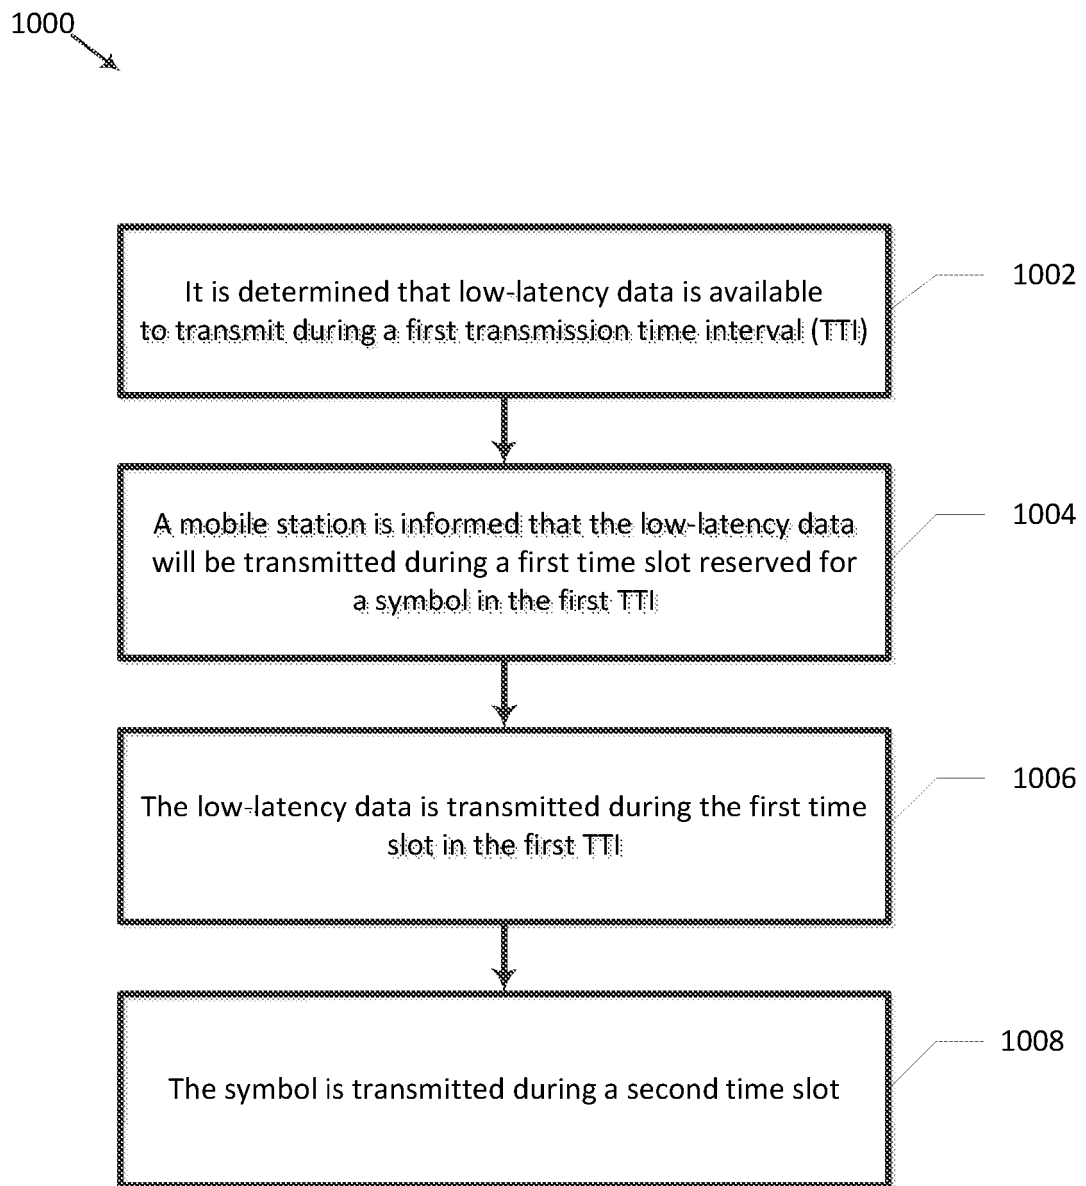 1000
It is determined that low-latency data is available
to transmit during a first transmission time interval (TTI)
1002
A mobile station is informed that the low-latency data
will be transmitted during a first time slot reserved for
a symbol in the first TTI
1004
The low-latency data is transmitted during the first time
slot in the first TTI
1006
The symbol is transmitted during a second time slot
1008